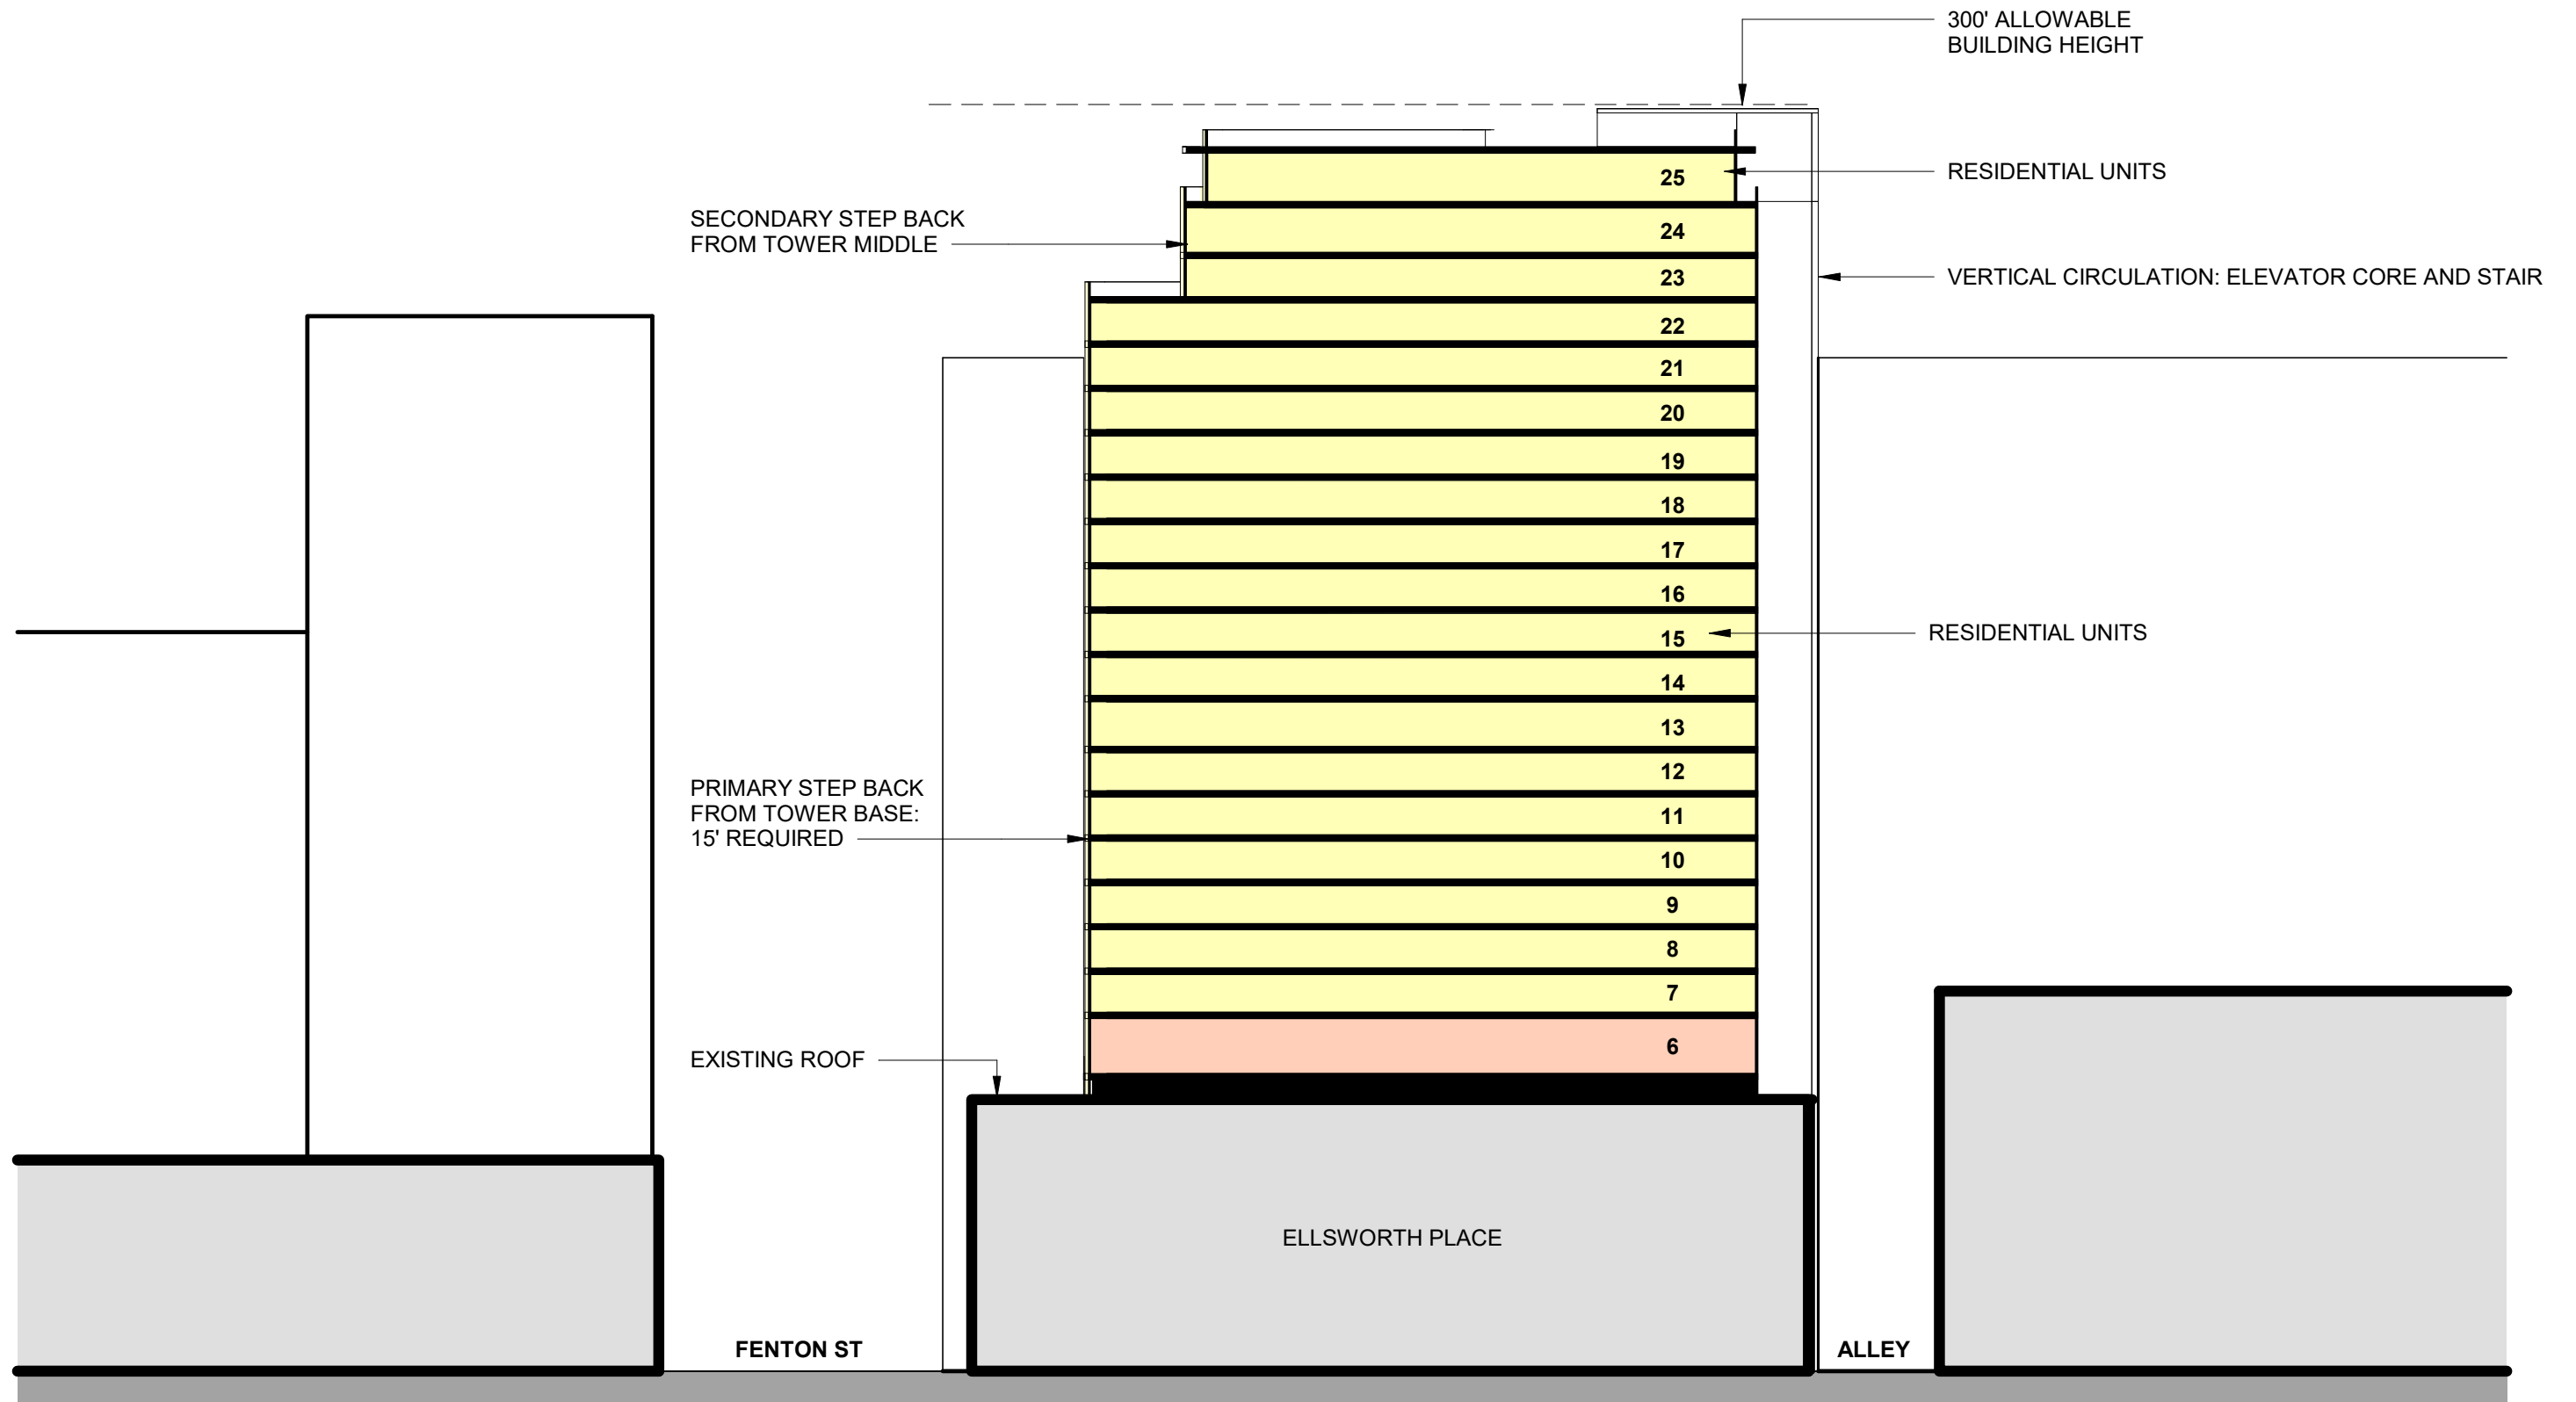 300' ALLOWABLE
BUILDING HEIGHT
25
RESIDENTIAL UNITS
SECONDARY STEP BACK
FROM TOWER MIDDLE
24
23
VERTICAL CIRCULATION: ELEVATOR CORE AND STAIR
22
21
20
19
18
17
16
15
RESIDENTIAL UNITS
14
13
12
PRIMARY STEP BACK
FROM TOWER BASE:
15' REQUIRED
11
10
9
8
7
6
EXISTING ROOF
ELLSWORTH PLACE
FENTON ST
ALLEY